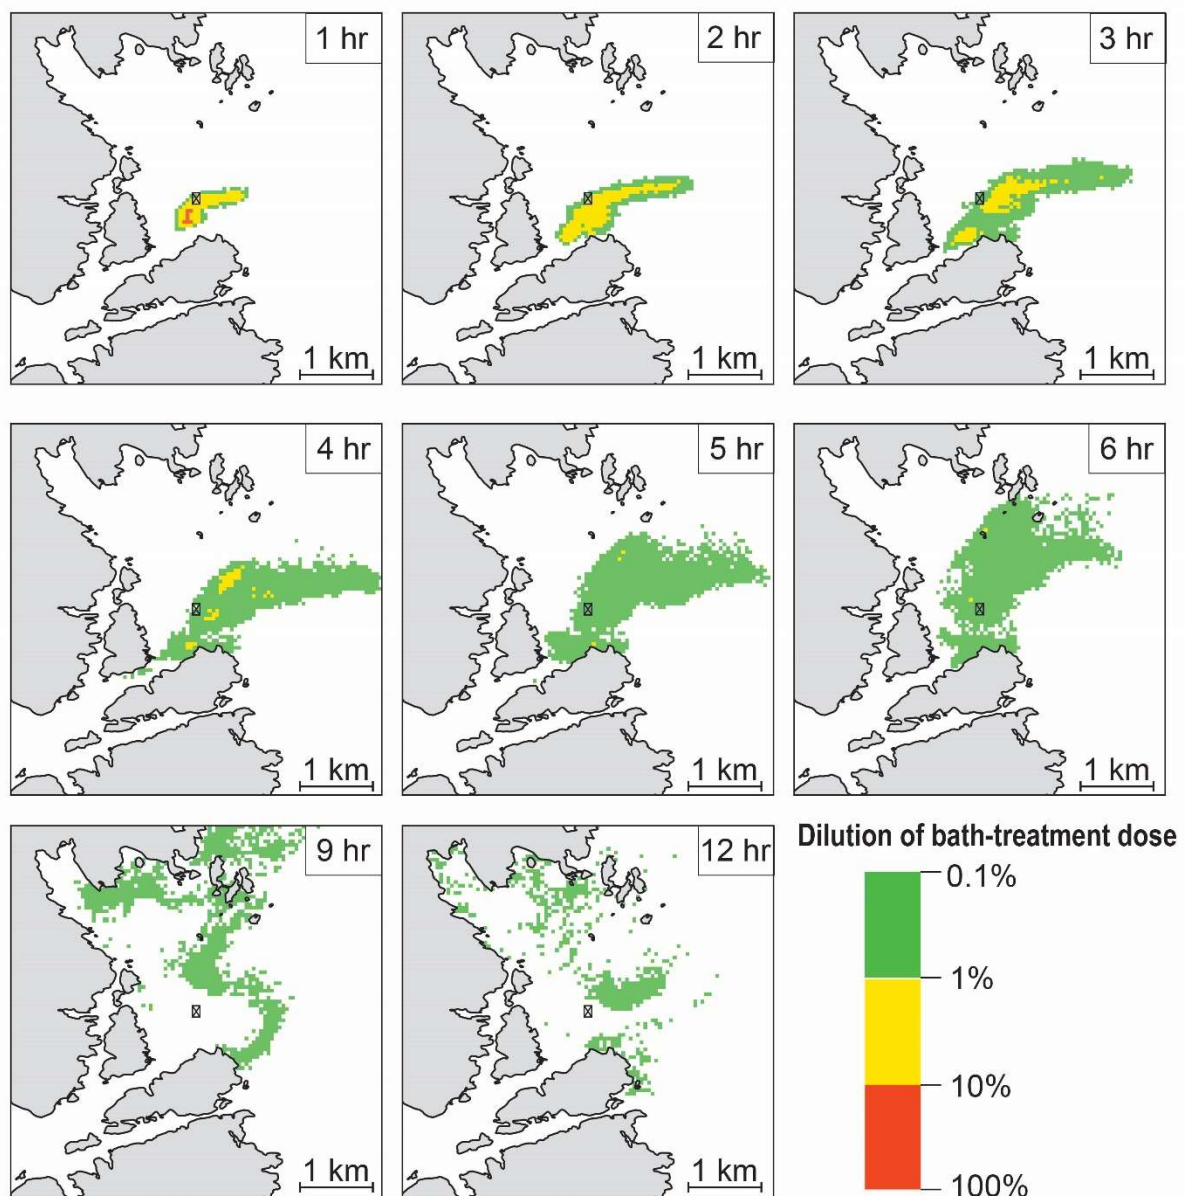 1 hr
2 hr
3 hr
1 km
1 km
1 km
4 hr
5 hr
6 hr
1 km
1 km
1 km
9 hr
12 hr
1 km
1 km
Dilution of bath-treatment dose
0.1%
1%
10%
100%